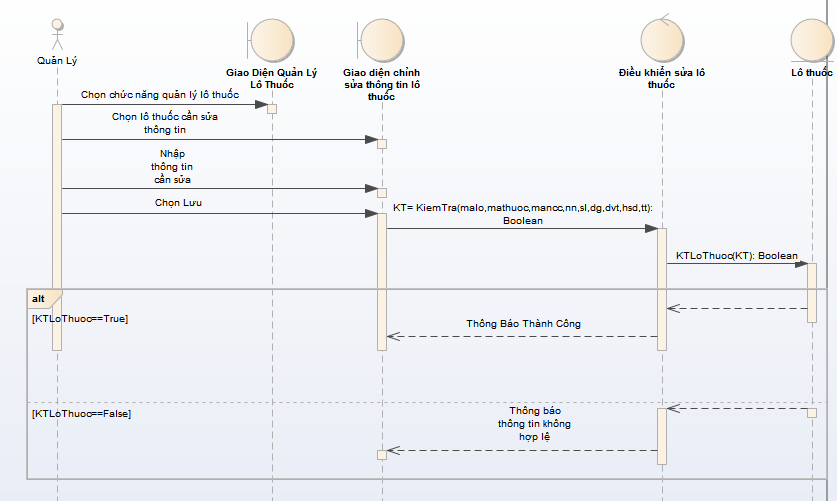 Quản Lý
Giao Diện Quản Lý
Lô Thuốc
Giao diện chỉnh
sửa thông tin lô
thuốc
Điều khiển sửa lô
thuốc
Lô thuốc
Chọn chức năng quản lý lô thuốc
Chọn lô thuốc cần sửa
thông tin
Nhập
thông tin
cần sửa
Chọn Lưu
KT= KiemTra(malo,mathuoc,mancc,nn,sl,dg,dvt,hsd,tt):
Boolean
KTLoThuoc(KT): Boolean
alt
[KTLoThuoc==True]
Thông Báo Thành Công
[KTLoThuoc==False]
Thông báo
thông tin không
hợp lệ